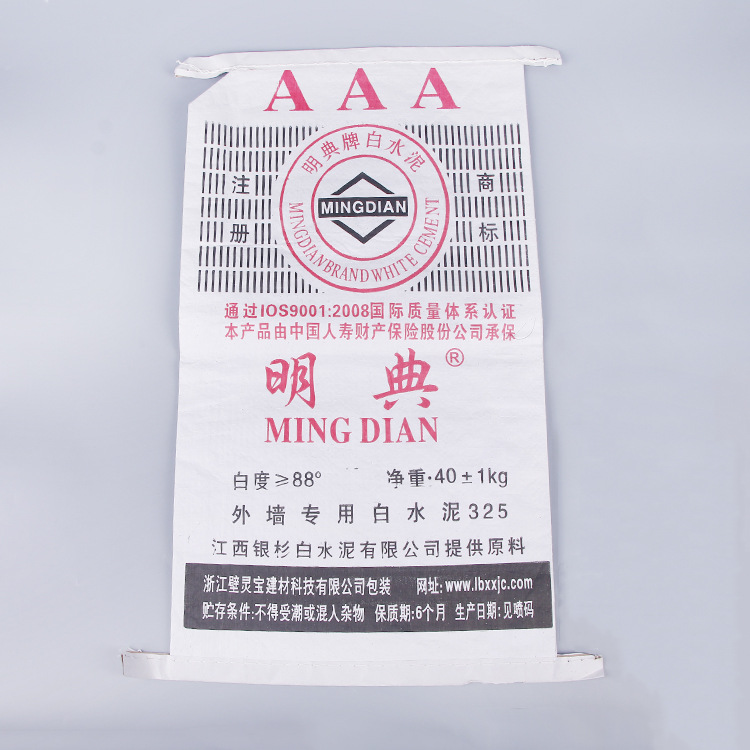 AAA
明典牌白水泥
注 商
MINGDIAN
册 标
MINGDIANBRAND WHITE CEMENT
通过IOS9001:2008国际质量体系认证
本产品由中国人寿财产保险股份公司承保
明典®
MING DIAN
白度≥88° 净重·40±1kg
外墙专用白水泥325
江西银杉白水泥有限公司提供原料
浙江壁灵宝建材科技有限公司包装 网址:www.lbxxjc.com
贮存条件:不得受潮或混入杂物 保质期:6个月 生产日期:见喷码